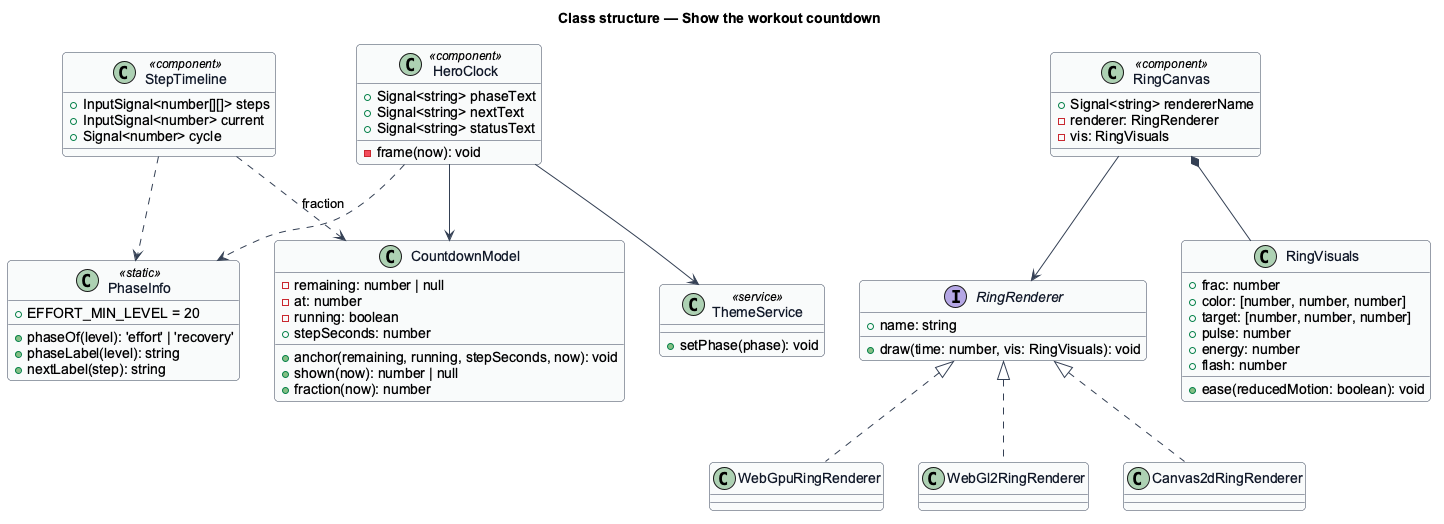 Class structure — Show the workout countdown
«component»
StepTimeline
InputSignal<number[][]> steps
InputSignal<number> current
Signal<number> cycle
«component»
HeroClock
Signal<string> phaseText
Signal<string> nextText
Signal<string> statusText
frame(now): void
«component»
RingCanvas
Signal<string> rendererName
renderer: RingRenderer
vis: RingVisuals
fraction
«static»
PhaseInfo
EFFORT_MIN_LEVEL = 20
phaseOf(level): 'effort' | 'recovery'
phaseLabel(level): string
nextLabel(step): string
CountdownModel
remaining: number | null
at: number
running: boolean
stepSeconds: number
anchor(remaining, running, stepSeconds, now): void
shown(now): number | null
fraction(now): number
«service»
ThemeService
setPhase(phase): void
RingRenderer
name: string
draw(time: number, vis: RingVisuals): void
RingVisuals
frac: number
color: [number, number, number]
target: [number, number, number]
pulse: number
energy: number
flash: number
ease(reducedMotion: boolean): void
WebGpuRingRenderer
WebGl2RingRenderer
Canvas2dRingRenderer